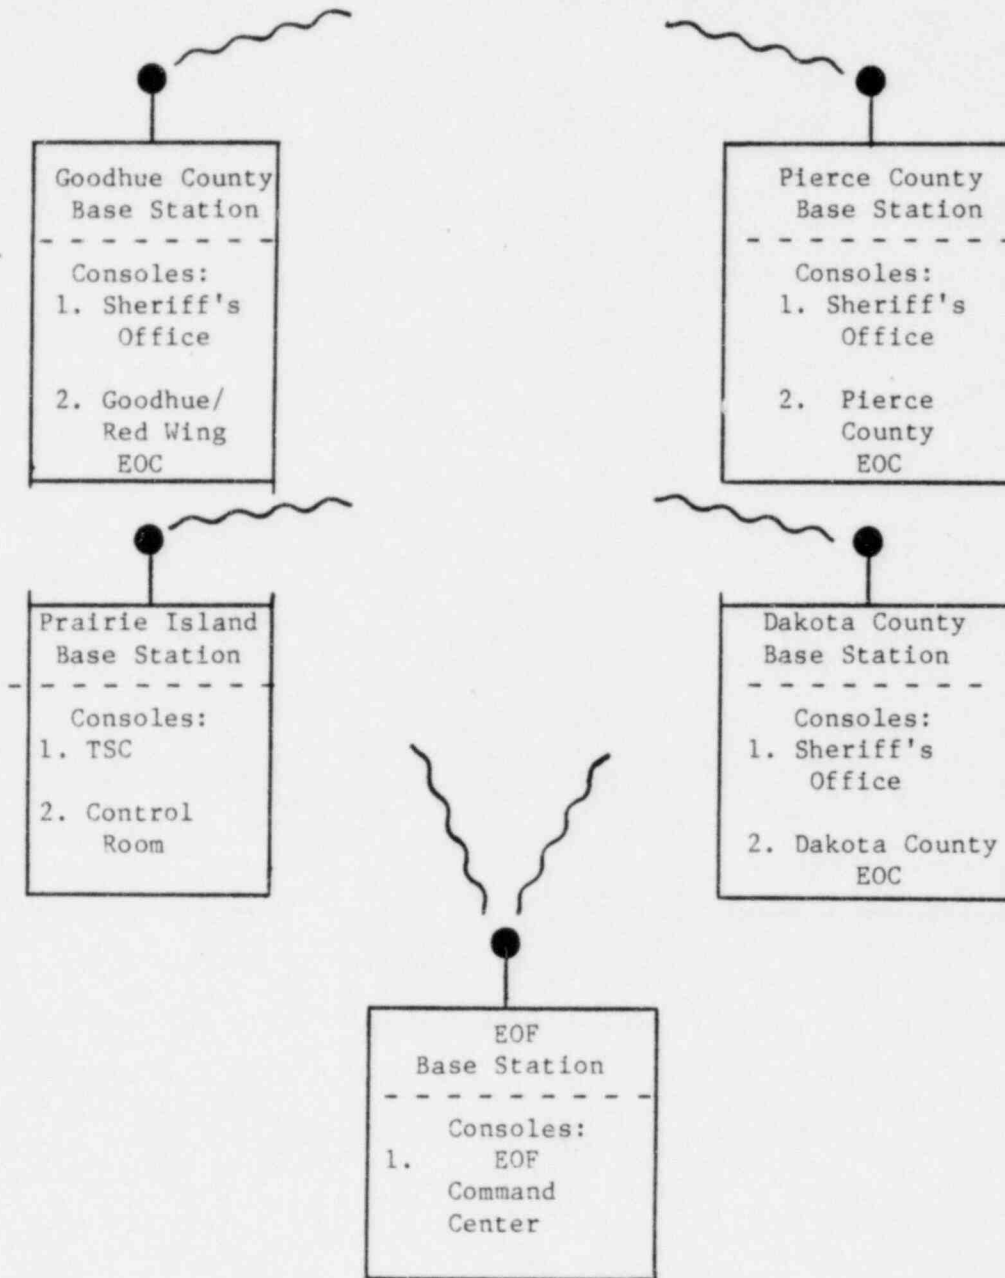 Goodhue County
Base Station
Consoles:
1. Sheriff's
Office
2. Goodhue/
Red Wing
EOC
Pierce County
Base Station
Consoles:
1. Sheriff's
Office
2. Pierce
County
EOC
Prairie Island
Base Station
Consoles:
1. TSC
2. Control
Room
Dakota County
Base Station
Consoles:
1. Sheriff's
Office
2. Dakota County
EOC
EOF
Base Station
Consoles:
1. EOF
Command
Center